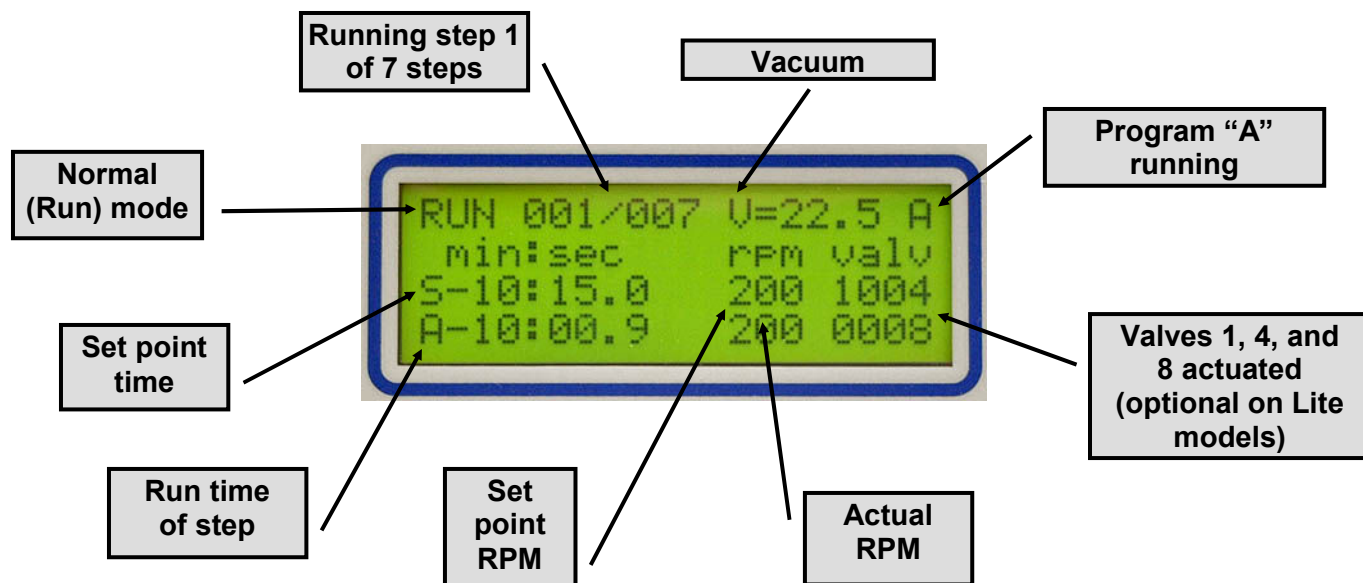 Running step 1
of 7 steps
Vacuum
Program “A”
running
Normal
(Run) mode
RUN 001/007 V=22.5 A
min:sec rpm valv
S-10:15.0 200 1004
A-10:00.9 200 0008
Set point
time
Valves 1, 4, and
8 actuated
(optional on Lite
models)
Run time
of step
Set
point
RPM
Actual
RPM